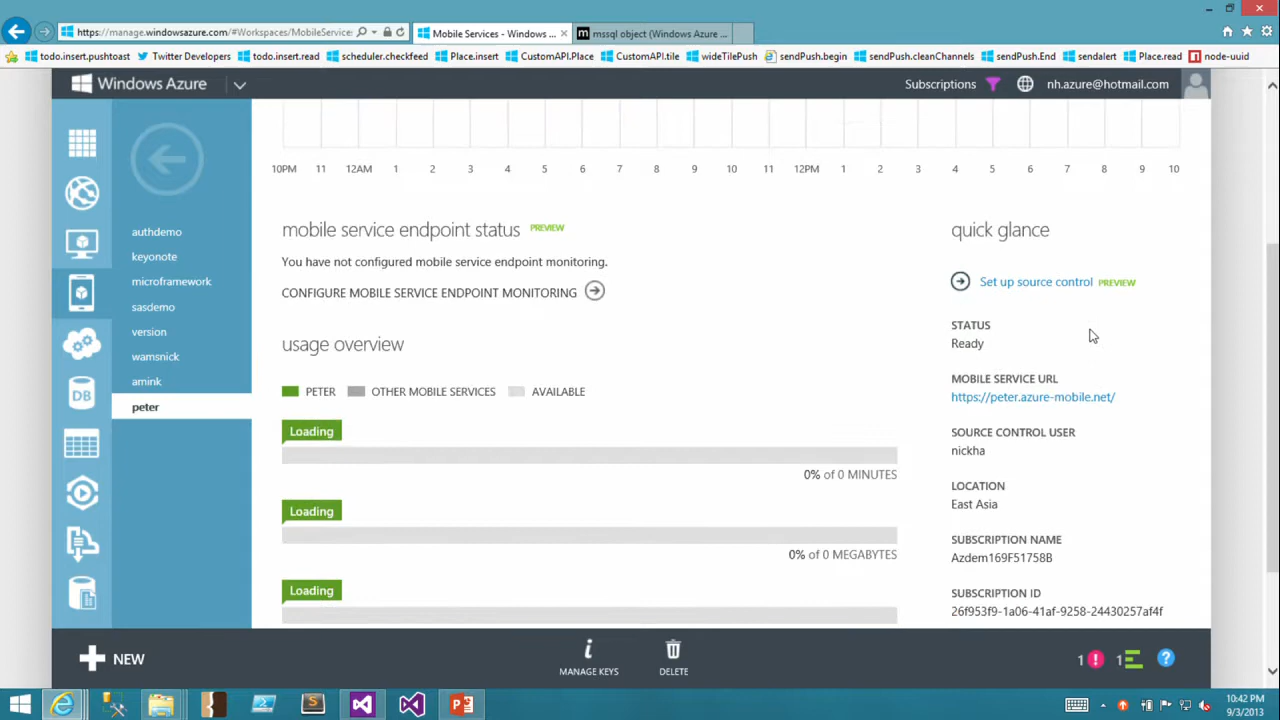 https://manage.windowsazure.com/#Workspaces/MobileService:
Mobile Services - Windows ...
mssql object (Windows Azure ...
todo.insert.pushtoast
Twitter Developers
todo.insert.read
scheduler.checkfeed
Place.insert
CustomAPI.Place
CustomAPI.tile
wideTilePush
sendPush.begin
sendPush.cleanChannels
sendPush.End
sendalert
Place.read
node-uuid
Windows Azure
Subscriptions
nh.azure@hotmail.com
10PM 11 12AM 1 2 3 4 5 6 7 8 9 10 11 12PM 1 2 3 4 5 6 7 8 9 10
authdemo
keyonote
microframework
sasdemo
version
wamsnick
amink
peter
DB
mobile service endpoint status PREVIEW
You have not configured mobile service endpoint monitoring.
CONFIGURE MOBILE SERVICE ENDPOINT MONITORING
usage overview
PETER OTHER MOBILE SERVICES AVAILABLE
Loading
0% of 0 MINUTES
Loading
0% of 0 MEGABYTES
Loading
quick glance
Set up source control PREVIEW
STATUS
Ready
MOBILE SERVICE URL
https://peter.azure-mobile.net/
SOURCE CONTROL USER
nickha
LOCATION
East Asia
SUBSCRIPTION NAME
Azdem169F51758B
SUBSCRIPTION ID
26f953f9-1a06-41af-9258-24430257af4f
NEW
MANAGE KEYS
DELETE
1
1
10:42 PM
9/3/2013